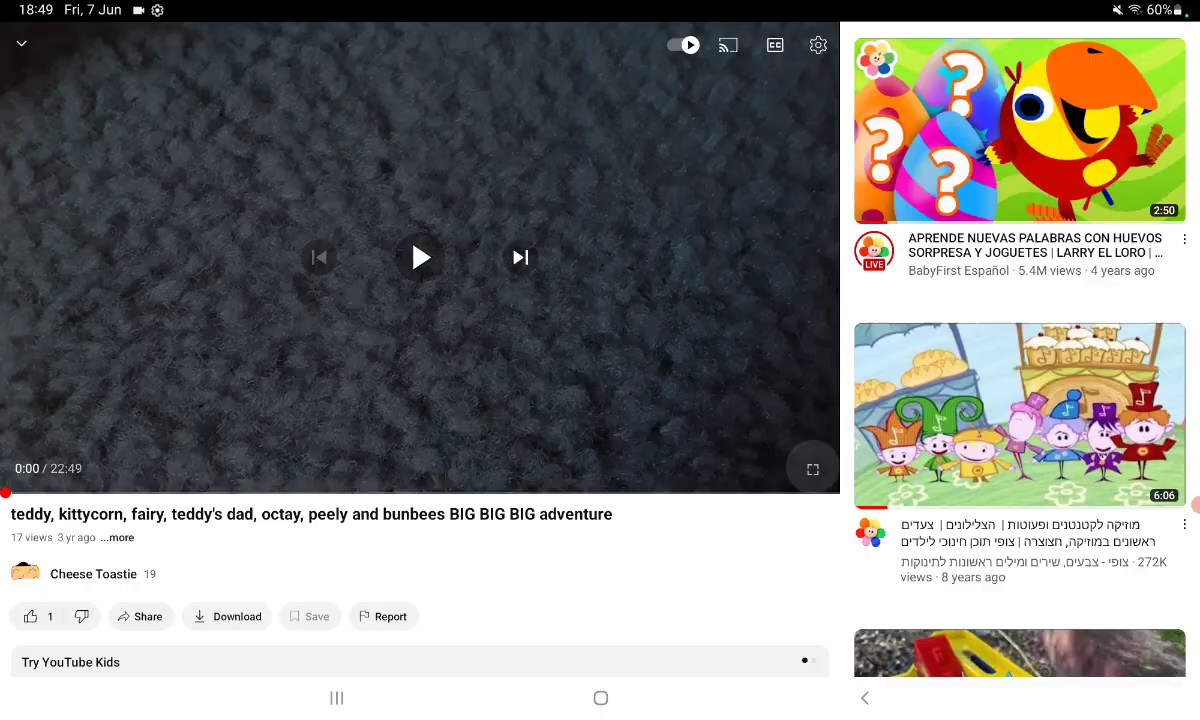 18:49 Fri, 7 Jun
60%
CC
0:00 / 22:49
teddy, kittycorn, fairy, teddy's dad, octay, peely and bunbees BIG BIG BIG adventure
17 views 3 yr ago ...more
Cheese Toastie 19
1
Share
Download
Save
Report
Try YouTube Kids
? ? ?
2:50
LIVE
APRENDE NUEVAS PALABRAS CON HUEVOS
SORPRESA Y JOGUETES | LARRY EL LORO | ...
BabyFirst Español · 5.4M views · 4 years ago
6:06
מוזיקה לקטנטנים ופעוטות | הצלילונים | צעדים
ראשונים במוזיקה, חצוצרה | צופי תוכן חינוכי לילדים
צופי - צבעים, שירים ומילים ראשונות לתינוקות · 272K
views · 8 years ago